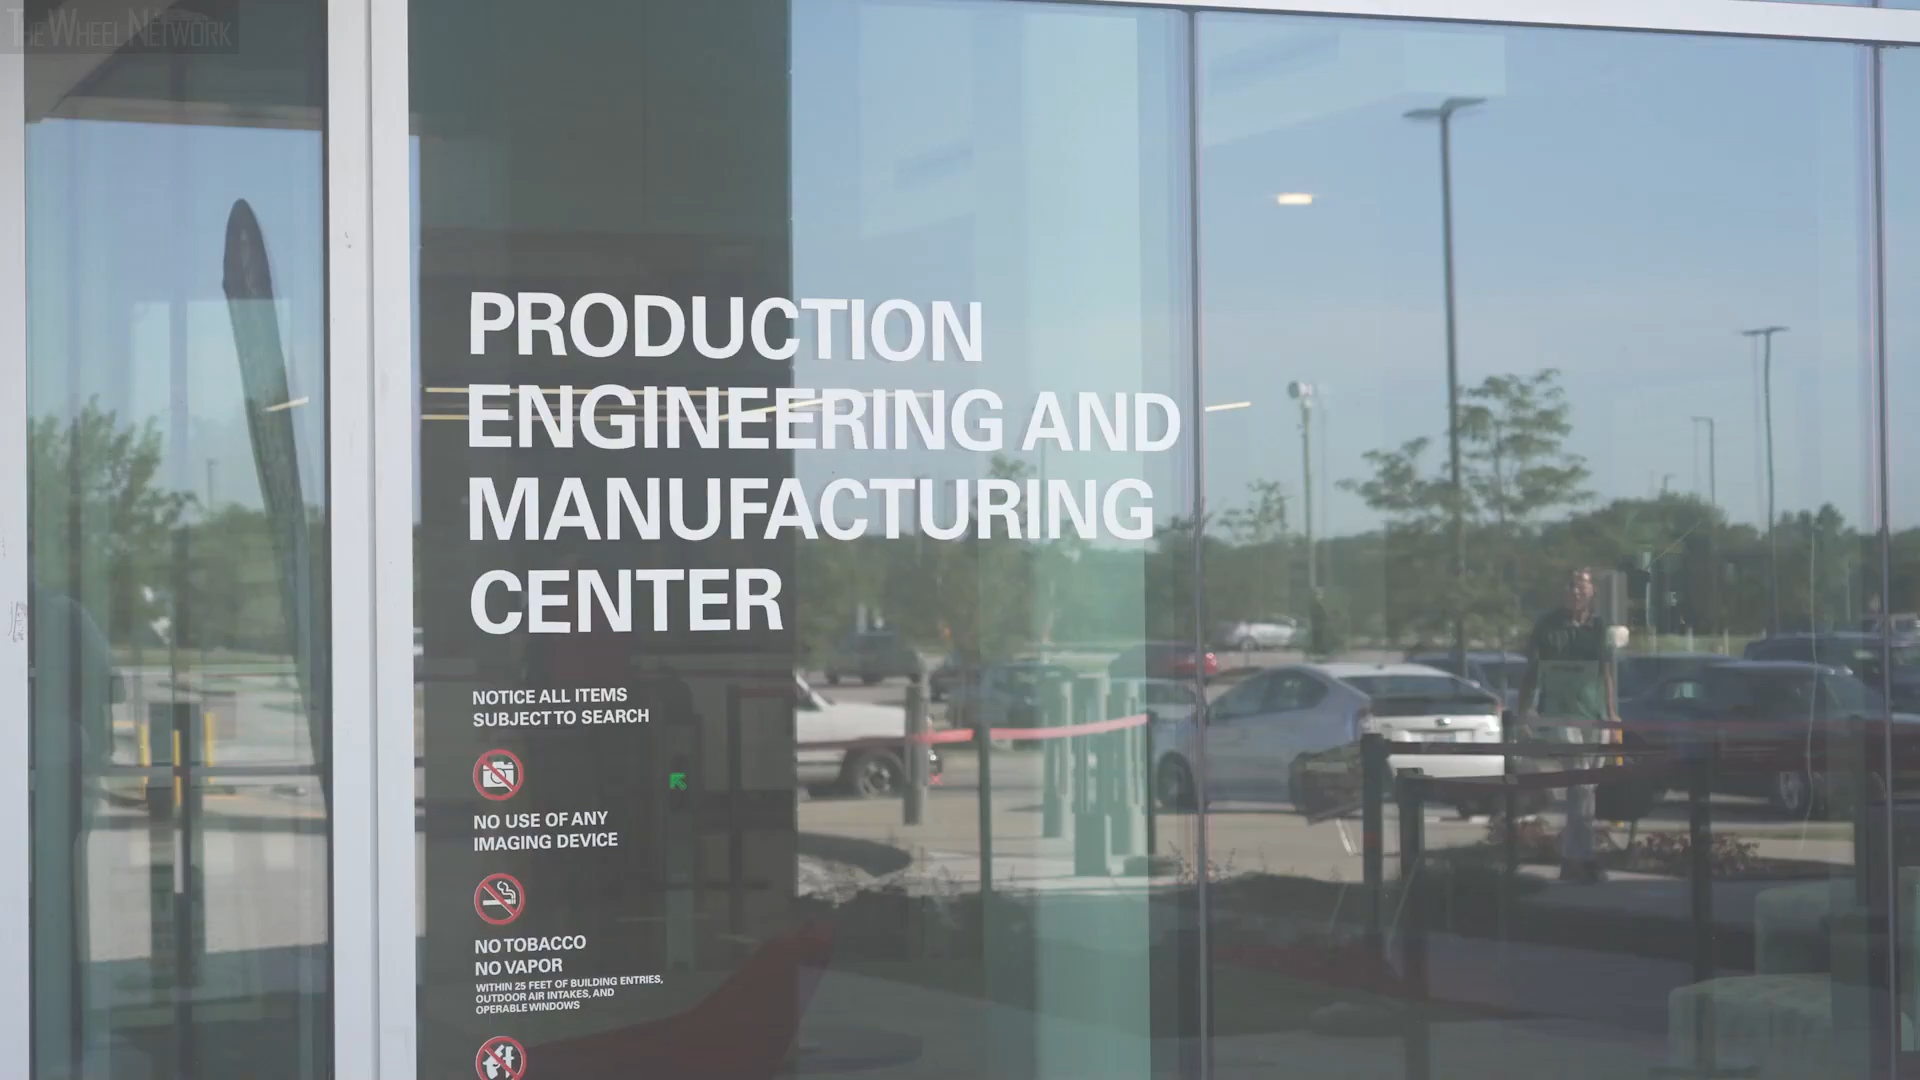 THE WHEEL NETWORK
PRODUCTION
ENGINEERING AND
MANUFACTURING
CENTER
NOTICE ALL ITEMS
SUBJECT TO SEARCH
NO USE OF ANY
IMAGING DEVICE
NO TOBACCO
NO VAPOR
WITHIN 25 FEET OF BUILDING ENTRIES,
OUTDOOR AIR INTAKES, AND
OPERABLE WINDOWS